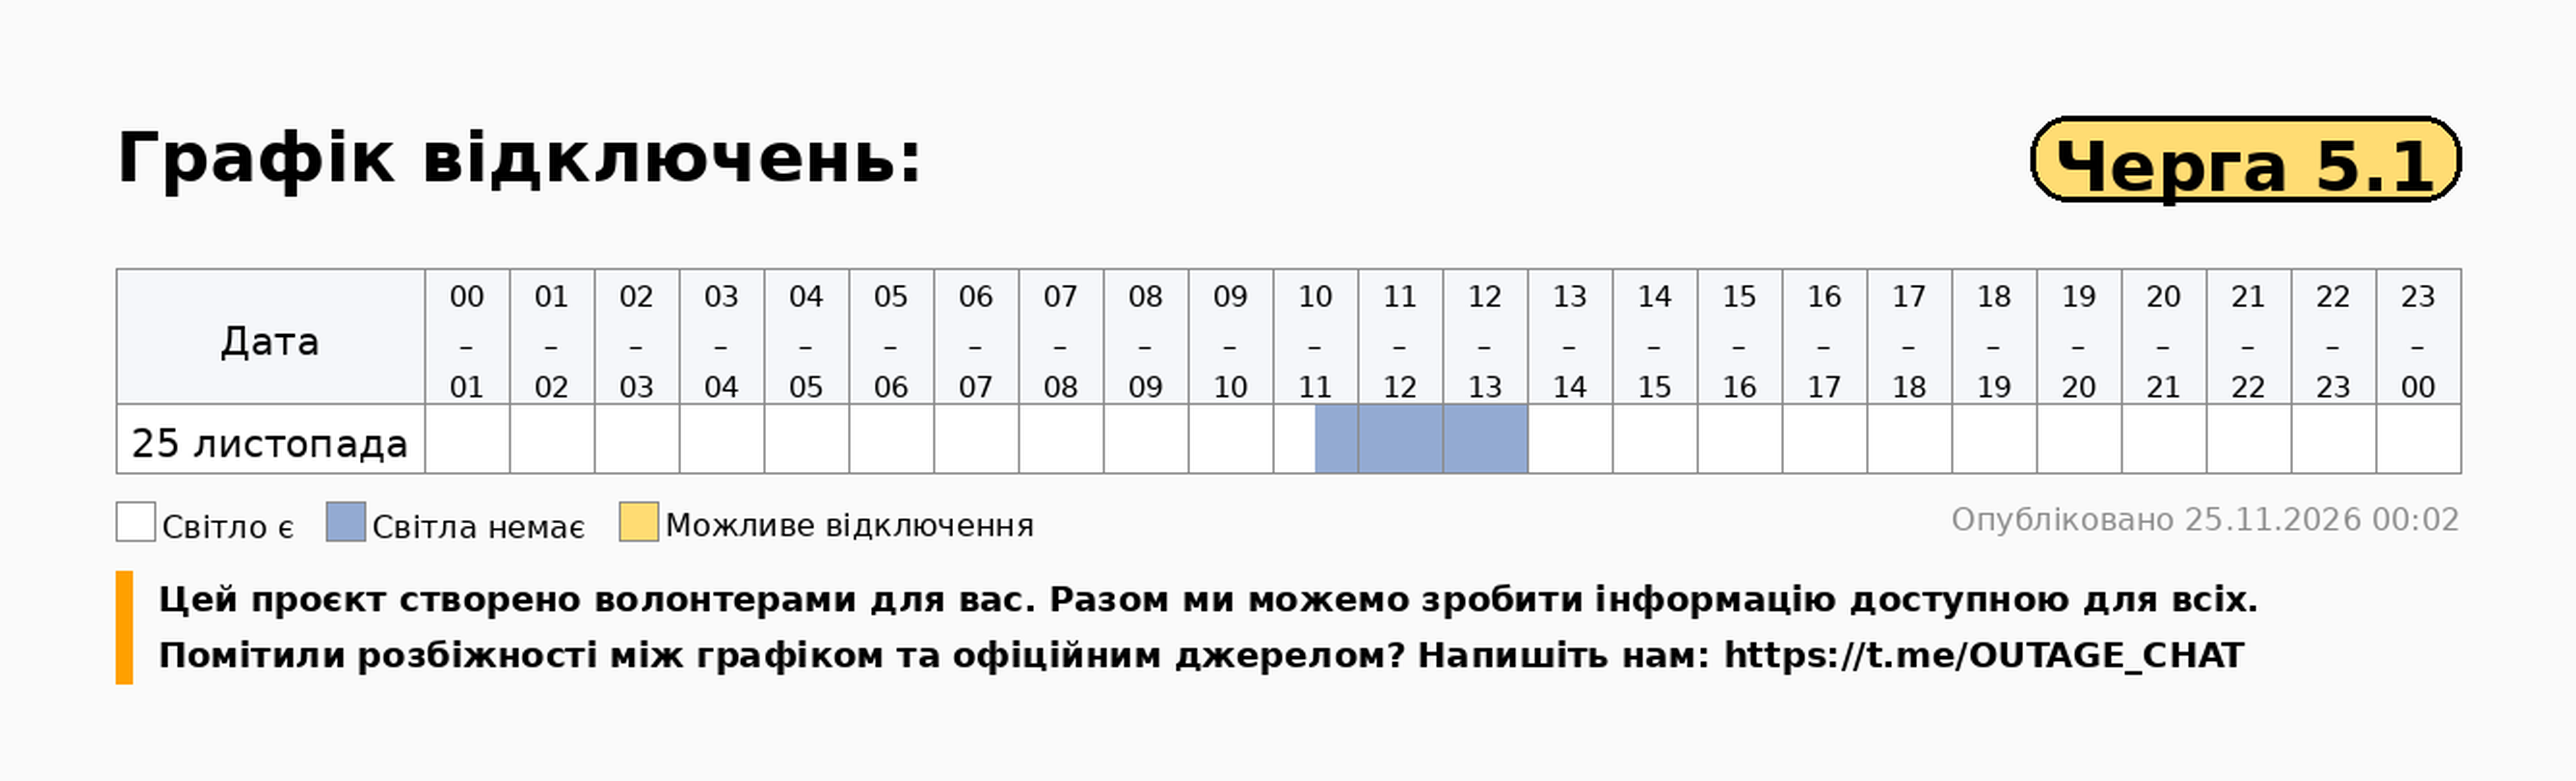 Графік відключень:
Черга 5.1
Дата
00 – 01
01 – 02
02 – 03
03 – 04
04 – 05
05 – 06
06 – 07
07 – 08
08 – 09
09 – 10
10 – 11
11 – 12
12 – 13
13 – 14
14 – 15
15 – 16
16 – 17
17 – 18
18 – 19
19 – 20
20 – 21
21 – 22
22 – 23
23 – 00
25 листопада
Світло є
Світла немає
Можливе відключення
Опубліковано 25.11.2026 00:02
Цей проєкт створено волонтерами для вас. Разом ми можемо зробити інформацію доступною для всіх.
Помітили розбіжності між графіком та офіційним джерелом? Напишіть нам: https://t.me/OUTAGE_CHAT